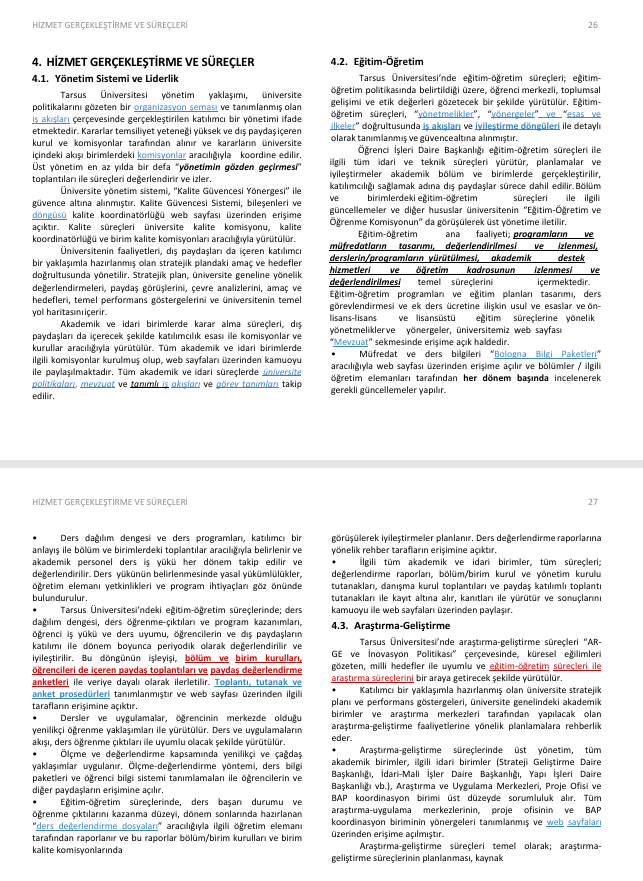 HİZMET GERÇEKLEŞTİRME VE SÜREÇLERİ 26
4. HİZMET GERÇEKLEŞTİRME VE SÜREÇLER
4.1. Yönetim Sistemi ve Liderlik
Tarsus Üniversitesi yönetim yaklaşımı, üniversite
politikalarını gözeten bir organizasyon şeması ve tanımlanmış olan
iş akışları çerçevesinde gerçekleştirilen katılımcı bir yönetimi ifade
etmektedir. Kararlar temsiliyet yeteneği yüksek ve dış paydaş içeren
kurul ve komisyonlar tarafından alınır ve kararların üniversite
içindeki akışı birimlerdeki komisyonlar aracılığıyla koordine edilir.
Üst yönetim en az yılda bir defa “yönetimin gözden geçirmesi”
toplantıları ile süreçleri değerlendirir ve izler.
Üniversite yönetim sistemi, “Kalite Güvencesi Yönergesi” ile
güvence altına alınmıştır. Kalite Güvencesi Sistemi, bileşenleri ve
döngüsü kalite koordinatörlüğü web sayfası üzerinden erişime
açıktır. Kalite süreçleri üniversite kalite komisyonu, kalite
koordinatörlüğü ve birim kalite komisyonları aracılığıyla yürütülür.
Üniversitenin faaliyetleri, dış paydaşları da içeren katılımcı
bir yaklaşımla hazırlanmış olan stratejik plandaki amaç ve hedefler
doğrultusunda yönetilir. Stratejik plan, üniversite geneline yönelik
değerlendirmeleri, paydaş görüşlerini, çevre analizlerini, amaç ve
hedefleri, temel performans göstergelerini ve üniversitenin temel
yol haritasını içerir.
Akademik ve idari birimlerde karar alma süreçleri, dış
paydaşları da içerecek şekilde katılımcılık esası ile komisyonlar ve
kurullar aracılığıyla yürütülür. Tüm akademik ve idari birimlerde
ilgili komisyonlar kurulmuş olup, web sayfaları üzerinden kamuoyu
ile paylaşılmaktadır. Tüm akademik ve idari süreçlerde üniversite
politikaları, mevzuat ve tanımlı iş akışları ve görev tanımları takip
edilir.
4.2. Eğitim-Öğretim
Tarsus Üniversitesi’nde eğitim-öğretim süreçleri; eğitim-
öğretim politikasında belirtildiği üzere, öğrenci merkezli, toplumsal
gelişimi ve etik değerleri gözetecek bir şekilde yürütülür. Eğitim-
öğretim süreçleri, “yönetmelikler”, “yönergeler” ve “esas ve
ilkeler” doğrultusunda iş akışları ve iyileştirme döngüleri ile detaylı
olarak tanımlanmış ve güvence altına alınmıştır.
Öğrenci İşleri Daire Başkanlığı eğitim-öğretim süreçleri ile
ilgili tüm idari ve teknik süreçleri yürütür, planlamalar ve
iyileştirmeler akademik bölüm ve birimlerde gerçekleştirilir,
katılımcılığı sağlamak adına dış paydaşlar sürece dahil edilir. Bölüm
ve birimlerdeki eğitim-öğretim süreçleri ile ilgili
güncellemeler ve diğer hususlar üniversitenin “Eğitim-Öğretim ve
Öğrenme Komisyonun” da görüşülerek üst yönetime iletilir.
Eğitim-öğretim ana faaliyeti; programların ve
müfredatların tasarımı, değerlendirilmesi ve izlenmesi,
derslerin/programların yürütülmesi, akademik destek
hizmetleri ve öğretim kadrosunun izlenmesi ve
değerlendirilmesi temel süreçlerini içermektedir.
Eğitim-öğretim programları ve eğitim planları tasarımı, ders
görevlendirmesi ve ek ders ücretine ilişkin usul ve esaslar ve ön-
lisans-lisans ve lisansüstü eğitim süreçlerine yönelik
yönetmelikler ve yönergeler, üniversitemiz web sayfası
“Mevzuat” sekmesinde erişime açık haldedir.
• Müfredat ve ders bilgileri “Bologna Bilgi Paketleri”
aracılığıyla web sayfası üzerinden erişime açılır ve bölümler / ilgili
öğretim elemanları tarafından her dönem başında incelenerek
gerekli güncellemeler yapılır.
HİZMET GERÇEKLEŞTİRME VE SÜREÇLERİ 27
• Ders dağılım dengesi ve ders programları, katılımcı bir
anlayış ile bölüm ve birimlerdeki toplantılar aracılığıyla belirlenir ve
akademik personel ders iş yükü her dönem takip edilir ve
değerlendirilir. Ders yükünün belirlenmesinde yasal yükümlülükler,
öğretim elemanı yetkinlikleri ve program ihtiyaçları göz önünde
bulundurulur.
• Tarsus Üniversitesi’ndeki eğitim-öğretim süreçlerinde; ders
dağılım dengesi, ders öğrenme-çıktıları ve program kazanımları,
öğrenci iş yükü ve ders uyumu, öğrencilerin ve dış paydaşların
katılımı ile dönem boyunca periyodik olarak değerlendirilir ve
iyileştirilir. Bu döngünün işleyişi, bölüm ve birim kurulları,
öğrencileri de içeren paydaş toplantıları ve paydaş değerlendirme
anketleri ile veriye dayalı olarak ilerletilir. Toplantı, tutanak ve
anket prosedürleri tanımlanmıştır ve web sayfası üzerinden ilgili
tarafların erişimine açıktır.
• Dersler ve uygulamalar, öğrencinin merkezde olduğu
yenilikçi öğrenme yaklaşımları ile yürütülür. Ders ve uygulamaların
akışı, ders öğrenme çıktıları ile uyumlu olacak şekilde yürütülür.
• Ölçme ve değerlendirme kapsamında yenilikçi ve çağdaş
yaklaşımlar uygulanır. Ölçme-değerlendirme yöntemi, ders bilgi
paketleri ve öğrenci bilgi sistemi tanımlamaları ile öğrencilerin ve
diğer paydaşların erişimine açılır.
• Eğitim-öğretim süreçlerinde, ders başarı durumu ve
öğrenme çıktılarını kazanma düzeyi, dönem sonlarında hazırlanan
“ders değerlendirme dosyaları” aracılığıyla ilgili öğretim elemanı
tarafından raporlanır ve bu raporlar bölüm/birim kurulları ve birim
kalite komisyonlarında
görüşülerek iyileştirmeler planlanır. Ders değerlendirme raporlarına
yönelik rehber tarafların erişimine açıktır.
• İlgili tüm akademik ve idari birimler, tüm süreçleri;
değerlendirme raporları, bölüm/birim kurul ve yönetim kurulu
tutanakları, danışma kurul toplantıları ve paydaş katılımlı toplantı
tutanakları ile kayıt altına alır, kanıtları ile yürütür ve sonuçlarını
kamuoyu ile web sayfaları üzerinden paylaşır.
4.3. Araştırma-Geliştirme
Tarsus Üniversitesi’nde araştırma-geliştirme süreçleri “AR-
GE ve İnovasyon Politikası” çerçevesinde, küresel eğilimleri
gözeten, milli hedefler ile uyumlu ve eğitim-öğretim süreçleri ile
araştırma süreçlerini bir araya getirecek şekilde yürütülür.
• Katılımcı bir yaklaşımla hazırlanmış olan üniversite stratejik
planı ve performans göstergeleri, üniversite genelindeki akademik
birimler ve araştırma merkezleri tarafından yapılacak olan
araştırma-geliştirme faaliyetlerine yönelik planlamalara rehberlik
eder.
• Araştırma-geliştirme süreçlerinde üst yönetim, tüm
akademik birimler, ilgili idari birimler (Strateji Geliştirme Daire
Başkanlığı, İdari-Mali İşler Daire Başkanlığı, Yapı İşleri Daire
Başkanlığı vb.), Araştırma ve Uygulama Merkezleri, Proje Ofisi ve
BAP koordinasyon birimi üst düzeyde sorumluluk alır. Tüm
araştırma-uygulama merkezlerinin, proje ofisinin ve BAP
koordinasyon biriminin yönergeleri tanımlanmış ve web sayfaları
üzerinden erişime açılmıştır.
Araştırma-geliştirme süreçleri temel olarak; araştırma-
geliştirme süreçlerinin planlanması, kaynak